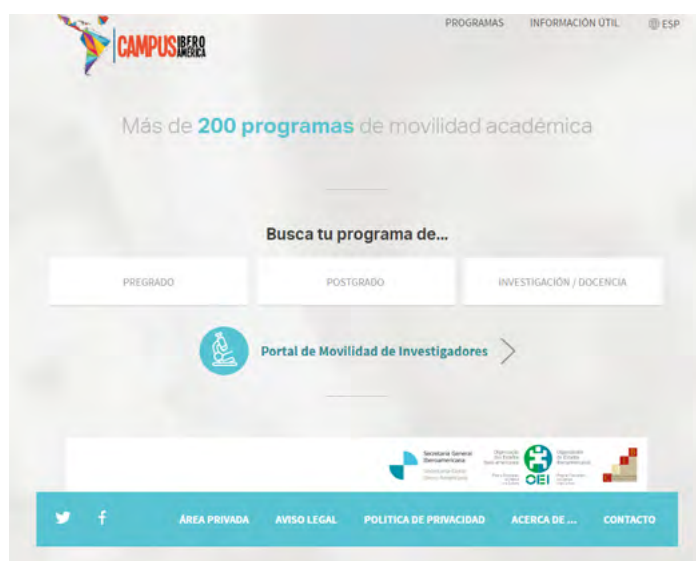 PROGRAMAS INFORMACIÓN ÚTIL ESP
CAMPUS IBERO
AMÉRICA
Más de 200 programas de movilidad académica
Busca tu programa de...
PREGRADO POSTGRADO INVESTIGACIÓN / DOCENCIA
Portal de Movilidad de Investigadores
Secretaría General
Iberoamericana
OEI
ÁREA PRIVADA AVISO LEGAL POLITICA DE PRIVACIDAD ACERCA DE ... CONTACTO